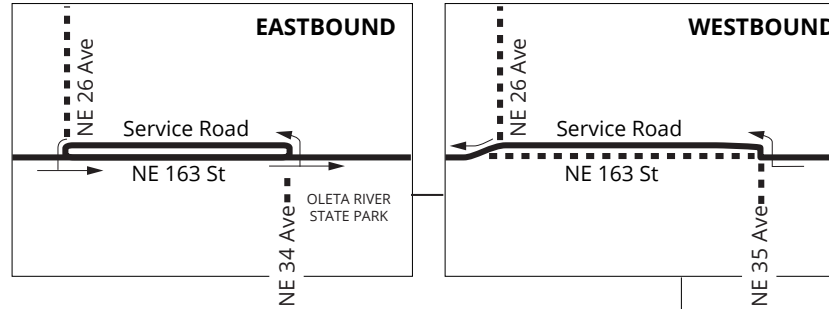 EASTBOUND
NE 26 Ave
Service Road
NE 163 St
OLETA RIVER
STATE PARK
NE 34 Ave
WESTBOUND
NE 26 Ave
Service Road
NE 163 St
NE 35 Ave